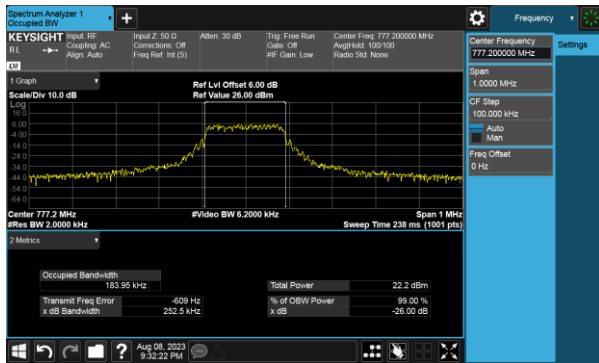 Spectrum Analyzer 1
Occupied BW
Frequency
KEYSIGHT
RL
Input: RF
Coupling: AC
Align: Auto
Input Z: 50 Ω
Corrections: Off
Freq Ref: Int (S)
Atten: 30 dB
Trig: Free Run
Gate: Off
#IF Gain: Low
Center Freq: 777.200000 MHz
Avg|Hold: 100/100
Radio Std: None
LM
Center Frequency
777.200000 MHz
Settings
Span
1.0000 MHz
CF Step
100.000 kHz
Auto
Man
Freq Offset
0 Hz
1 Graph
Scale/Div 10.0 dB
Ref Lvl Offset 6.00 dB
Ref Value 26.00 dBm
Log
16.0
6.00
-4.00
-14.0
-24.0
-34.0
-44.0
-54.0
-64.0
Center 777.2 MHz
#Res BW 2.0000 kHz
#Video BW 6.2000 kHz
Span 1 MHz
Sweep Time 238 ms (1001 pts)
2 Metrics
Occupied Bandwidth
183.95 kHz
Total Power 22.2 dBm
Transmit Freq Error -609 Hz
% of OBW Power 99.00 %
x dB Bandwidth 252.5 kHz
x dB -26.00 dB
Aug 08, 2023
9:32:22 PM